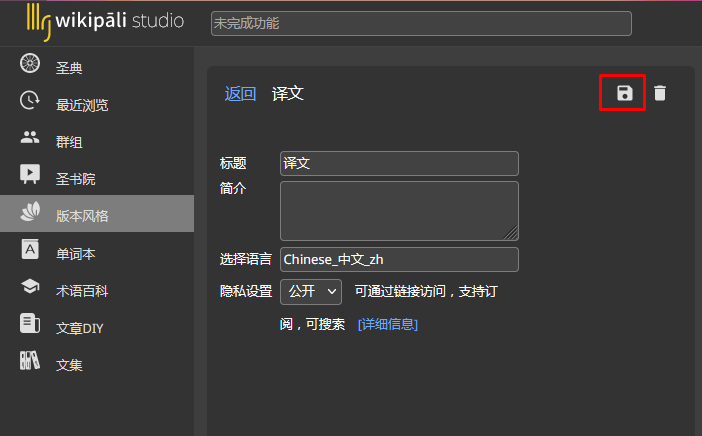 wikipāli studio
未完成功能
圣典
最近浏览
群组
圣书院
版本风格
单词本
术语百科
文章DIY
文集
返回 译文
标题 译文
简介
选择语言 Chinese_中文_zh
隐私设置 公开 可通过链接访问，支持订
阅，可搜索 [详细信息]